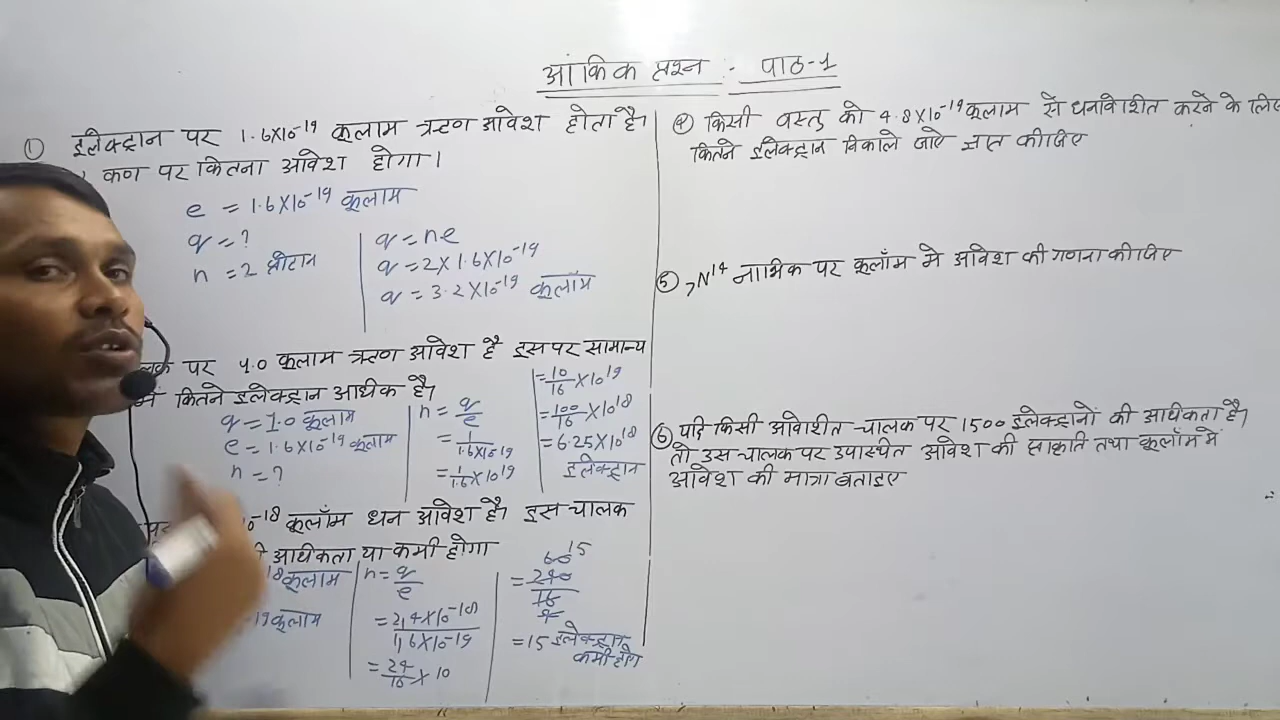 आंकिक प्रश्न :- पाठ-1
① इलेक्ट्रान पर 1.6X10⁻¹⁹ कूलाम ऋण आवेश होता है।
कण पर कितना आवेश होगा।
e = 1.6X10⁻¹⁹ कूलाम
q = ?
n = 2 प्रोटान
q = ne
q = 2X1.6X10⁻¹⁹
q = 3.2X10⁻¹⁹ कूलॉम
पर 1.0 कूलाम ऋण आवेश है इस पर सामान्य
कितने इलेक्ट्रान आधीक है।
q = 1.0 कूलाम
e = 1.6X10⁻¹⁹ कूलाम
n = ?
n = q/e
= 1/1.6X10⁻¹⁹
= 1/1.6 X10¹⁹
= 10/16 X10¹⁹
= 100/16 X10¹⁸
= 6.25X10¹⁸
इलेक्ट्रान
⁻¹⁸ कूलॉम धन आवेश है। इस चालक
आधीकता या कमी होगा
कूलाम
⁻¹⁹ कूलाम
n = q/e
= 2.4X10⁻¹⁸/1.6X10⁻¹⁹
= 24/16 X 10
= 240/16
= 15 इलेक्ट्रान
कमी होगे
④ किसी वस्तु को 4.8X10⁻¹⁹ कूलाम से धनावेशीत करने के लिए
कितने इलेक्ट्रान निकाले जाए ज्ञात कीजिए
⑤ ₇N¹⁴ नाभिक पर कूलॉम मे आवेश की गणना कीजिए
⑥ यदि किसी आवेशीत चालक पर 1500 इलेक्ट्रानों की आधीकता है।
तो उस चालक पर उपास्थित आवेश की प्राकृति तथा कूलॉम में
आवेश की मात्रा बताइए